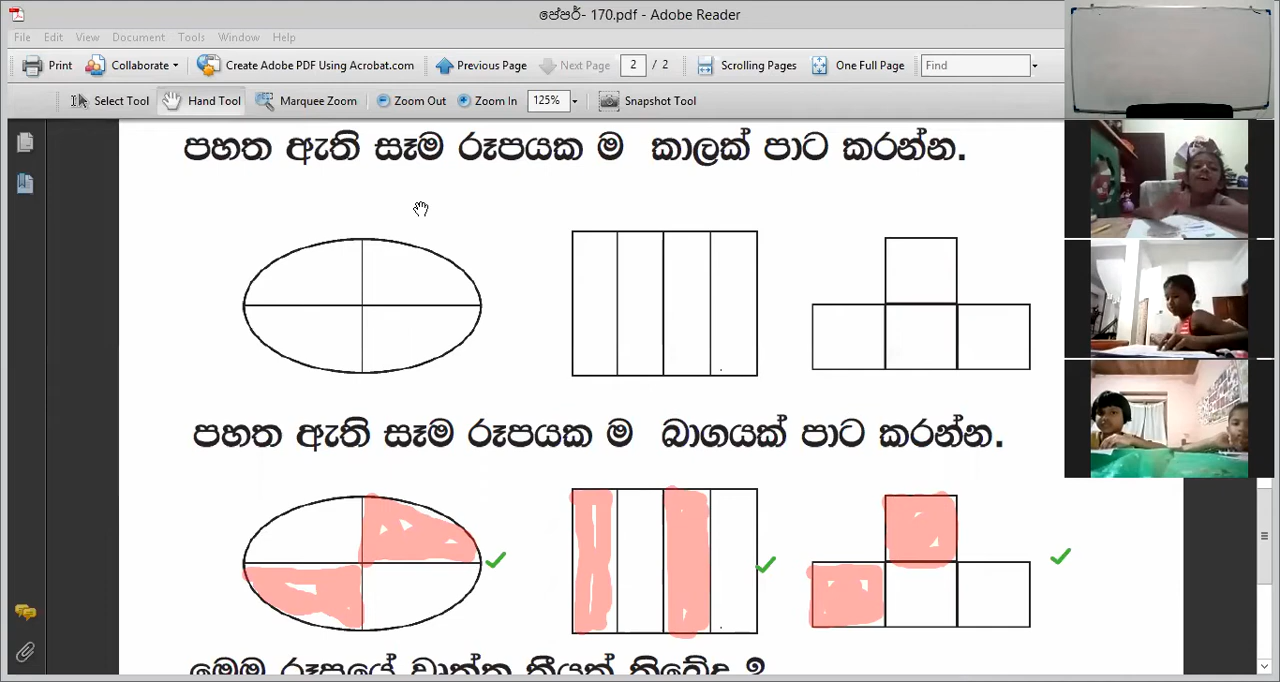 පේපර්- 170.pdf - Adobe Reader
File Edit View Document Tools Window Help
Print Collaborate Create Adobe PDF Using Acrobat.com Previous Page Next Page 2 / 2 Scrolling Pages One Full Page Find
Select Tool Hand Tool Marquee Zoom Zoom Out Zoom In 125% Snapshot Tool
පහත ඇති සෑම රූපයක ම කාලක් පාට කරන්න.
පහත ඇති සෑම රූපයක ම බාගයක් පාට කරන්න.
මෙම රූපයේ වෘත්ත කීයක් තිබේද ?